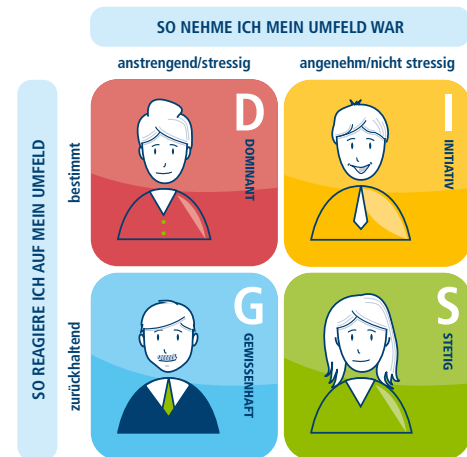 SO NEHME ICH MEIN UMFELD WAR
anstrengend/stressig
angenehm/nicht stressig
SO REAGIERE ICH AUF MEIN UMFELD
bestimmt
D
DOMINANT
I
INITIATIV
zurückhaltend
G
GEWISSENHAFT
S
STETIG